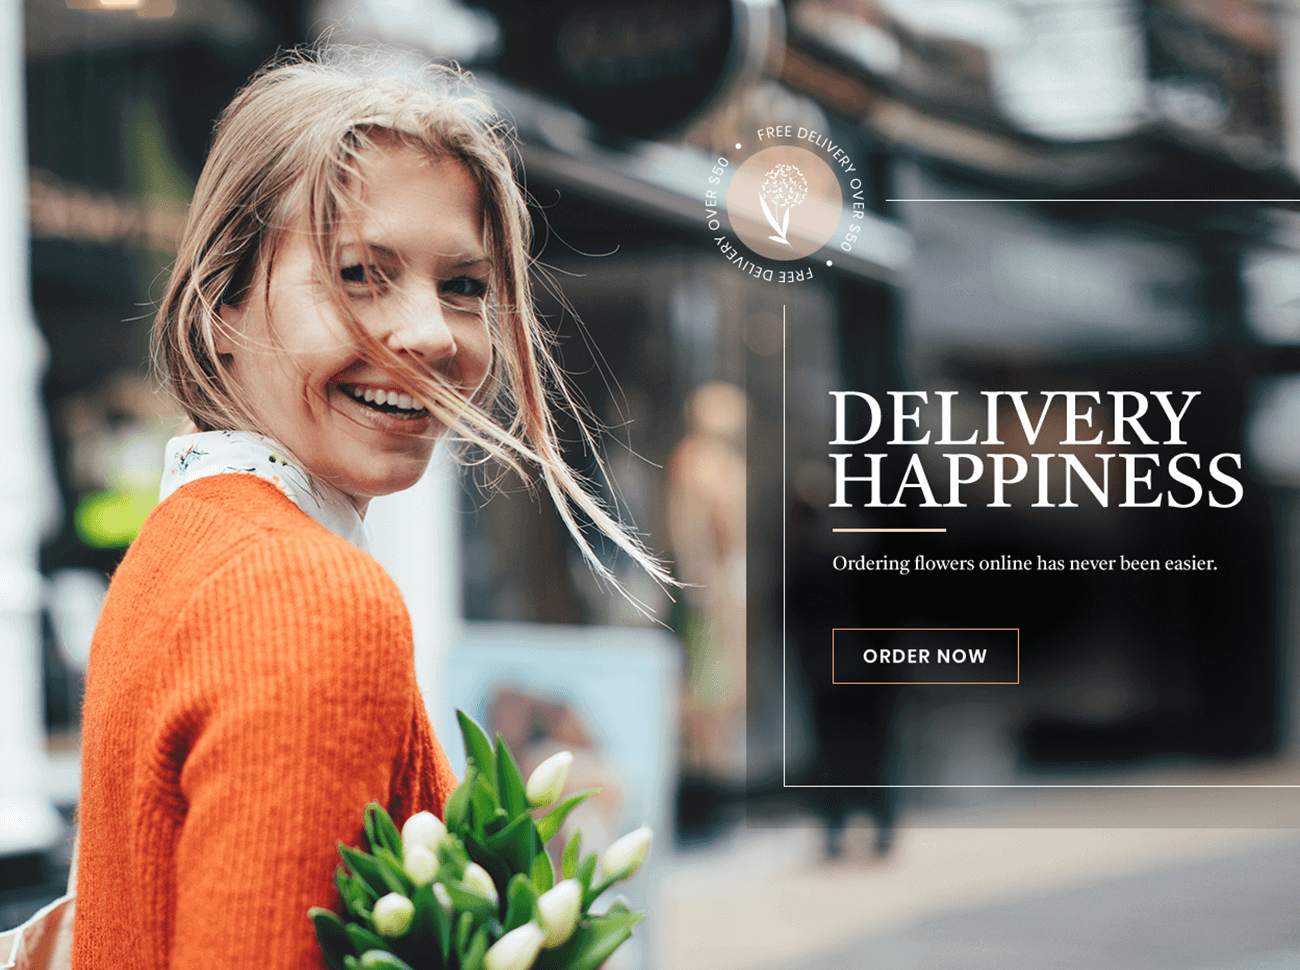 FREE DELIVERY OVER $50 • FREE DELIVERY OVER $50 •
DELIVERY
HAPPINESS
Ordering flowers online has never been easier.
ORDER NOW